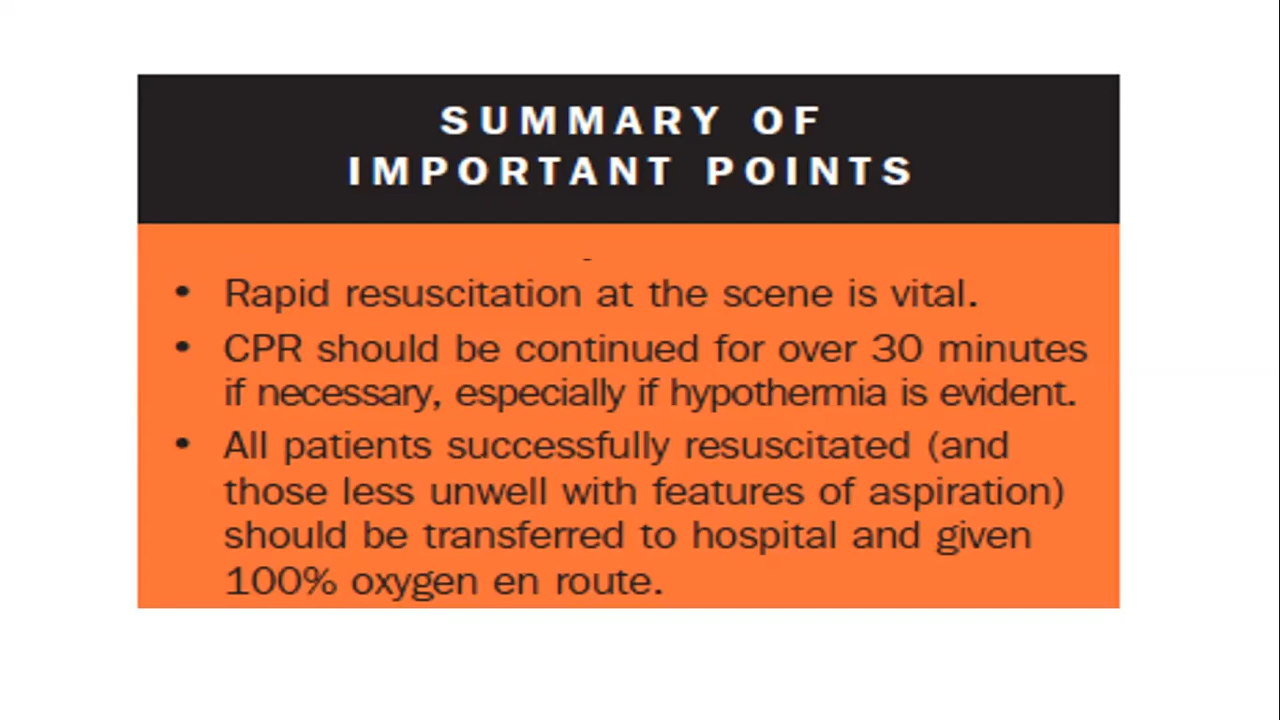 SUMMARY OF
IMPORTANT POINTS
• Rapid resuscitation at the scene is vital.
• CPR should be continued for over 30 minutes
if necessary, especially if hypothermia is evident.
• All patients successfully resuscitated (and
those less unwell with features of aspiration)
should be transferred to hospital and given
100% oxygen en route.